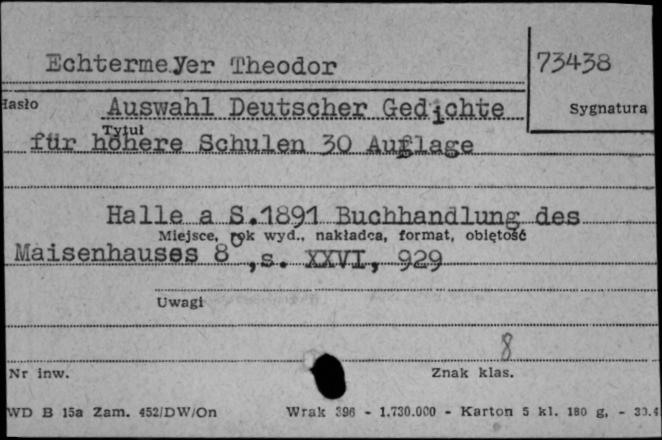 Echtermeyer Theodor
73438
Hasło
Auswahl Deutscher Gedichte
Sygnatura
Tytuł
für höhere Schulen 30 Auflage
Halle a S.1891 Buchhandlung des
Miejsce, rok wyd., nakładca, format, obiętość
Maisenhauses 8°,s. XXVI, 929
Uwagi
8
Nr inw.
Znak klas.
WD B 15a Zam. 452/DW/On
Wrak 396 - 1.730.000 - Karton 5 kl. 180 g, -